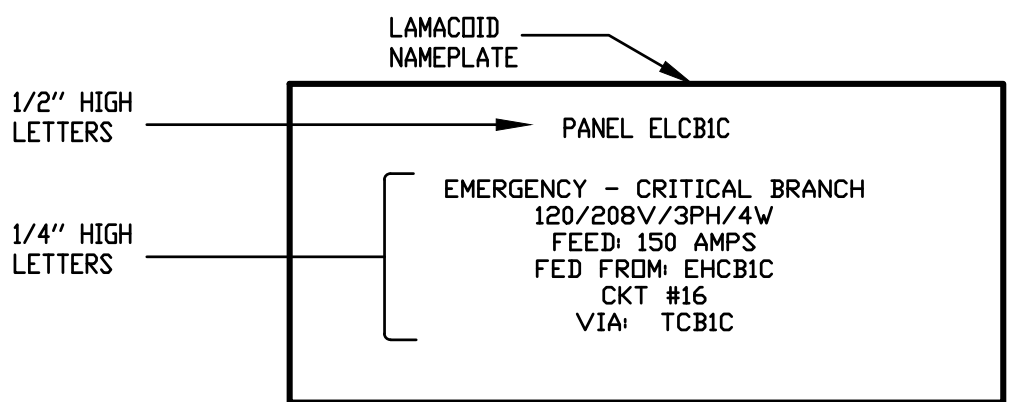 LAMACOID
NAMEPLATE
1/2" HIGH
LETTERS
PANEL ELCB1C
1/4" HIGH
LETTERS
EMERGENCY - CRITICAL BRANCH
120/208V/3PH/4W
FEED: 150 AMPS
FED FROM: EHCB1C
CKT #16
VIA: TCB1C